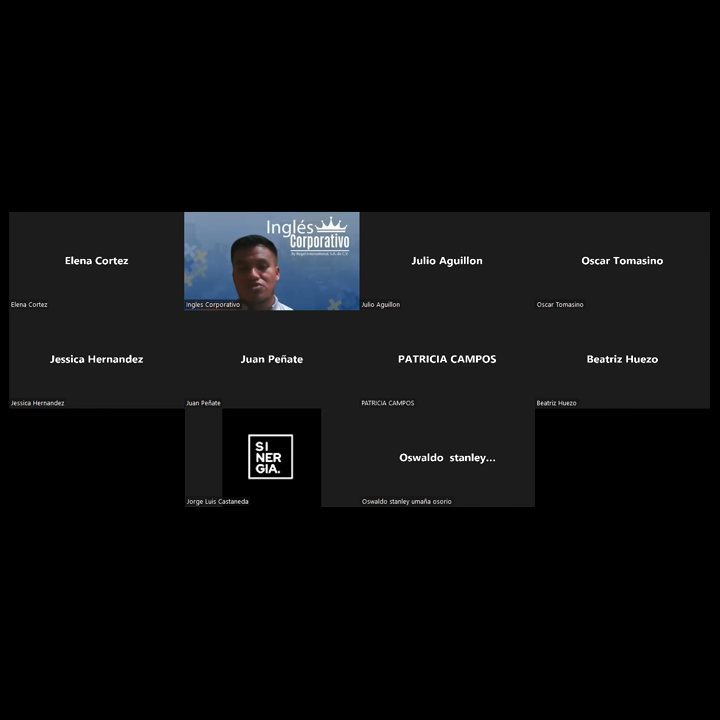 Elena Cortez
Elena Cortez
Inglés
Corporativo
Ingles Corporativo
Julio Aguillon
Julio Aguillon
Oscar Tomasino
Oscar Tomasino
Jessica Hernandez
Jessica Hernandez
Juan Peñate
Juan Peñate
PATRICIA CAMPOS
PATRICIA CAMPOS
Beatriz Huezo
Beatriz Huezo
SI
NER
GIA.
Jorge Luis Castaneda
Oswaldo stanley...
Oswaldo stanley umaña osorio